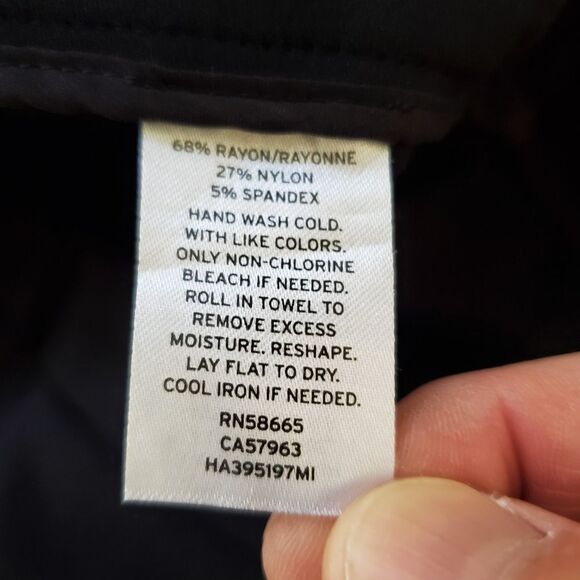 68% RAYON/RAYONNE
27% NYLON
5% SPANDEX
HAND WASH COLD.
WITH LIKE COLORS.
ONLY NON-CHLORINE
BLEACH IF NEEDED.
ROLL IN TOWEL TO
REMOVE EXCESS
MOISTURE. RESHAPE.
LAY FLAT TO DRY.
COOL IRON IF NEEDED.
RN58665
CA57963
HA395197MI